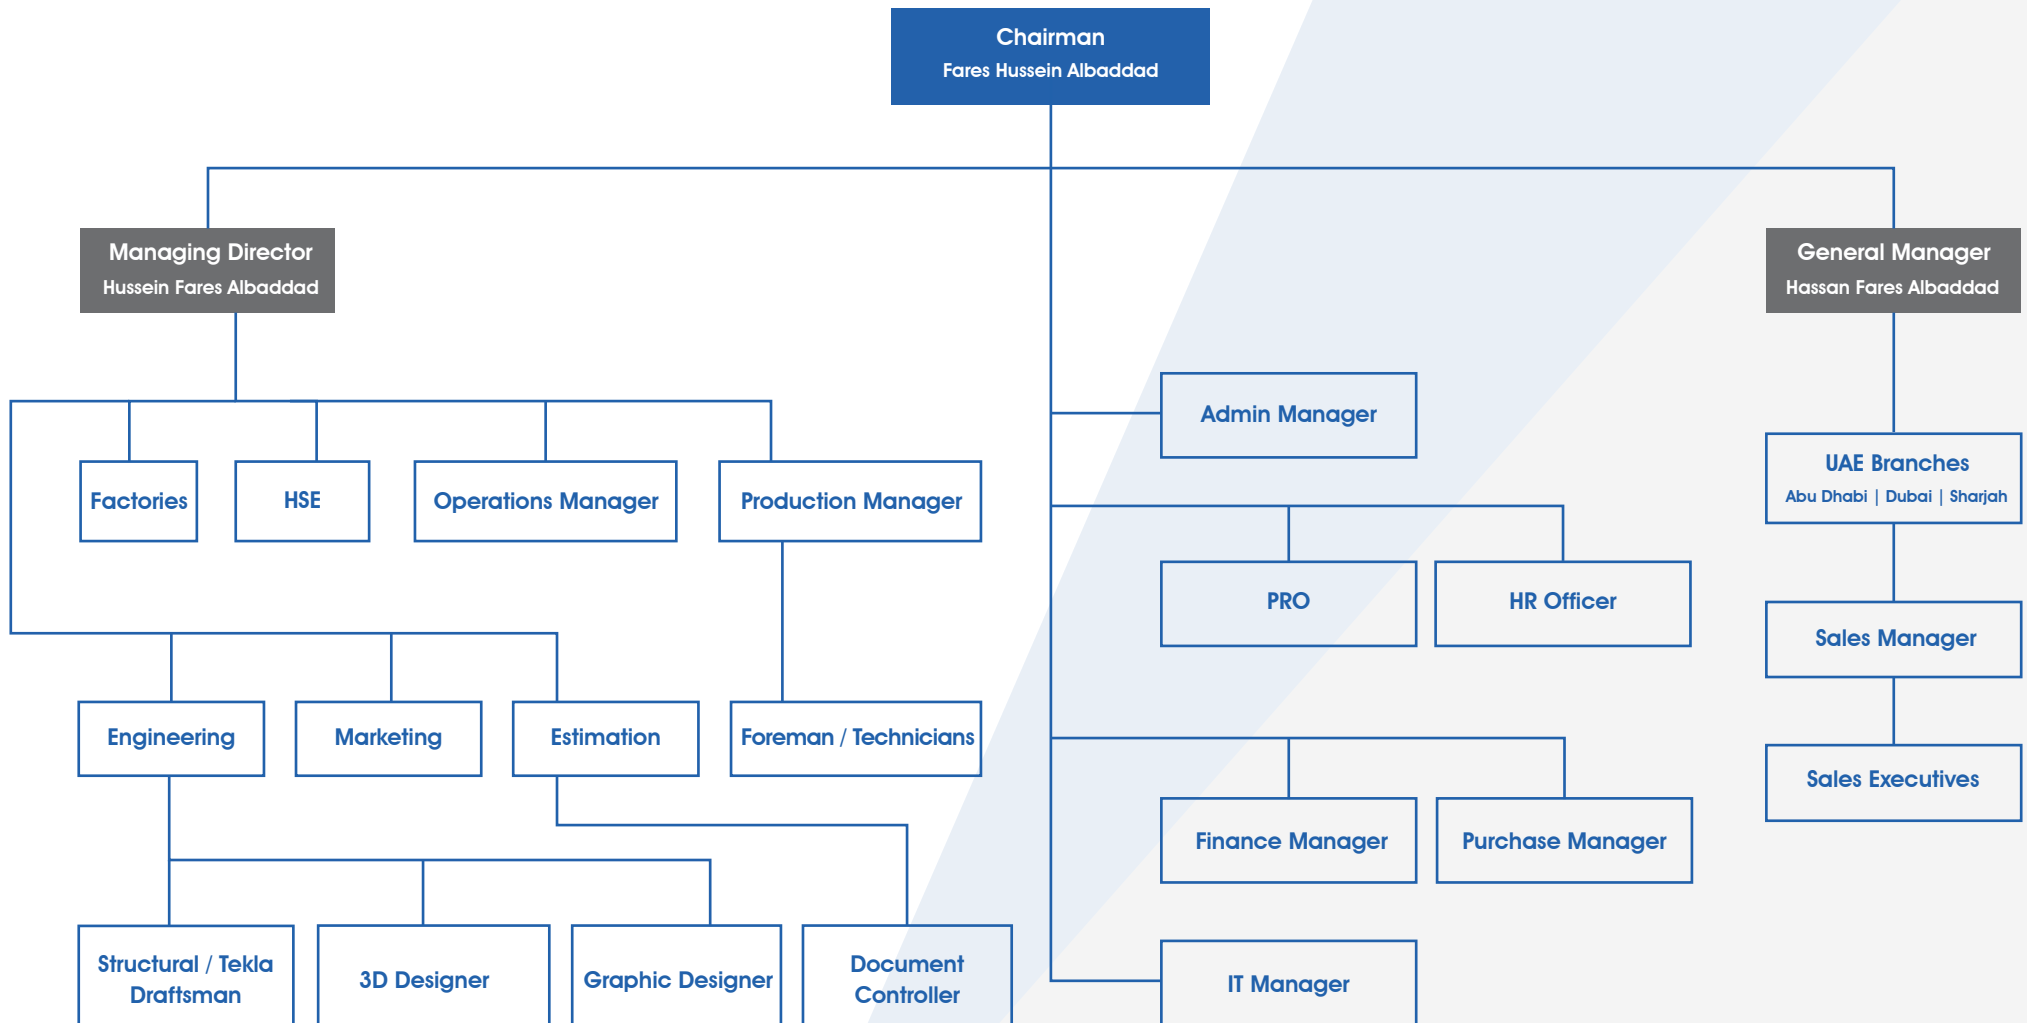 Chairman
Fares Hussein Albaddad
Managing Director
Hussein Fares Albaddad
General Manager
Hassan Fares Albaddad
Admin Manager
UAE Branches
Abu Dhabi | Dubai | Sharjah
Factories
HSE
Operations Manager
Production Manager
PRO
HR Officer
Sales Manager
Engineering
Marketing
Estimation
Foreman / Technicians
Sales Executives
Finance Manager
Purchase Manager
Structural / Tekla
Draftsman
3D Designer
Graphic Designer
Document
Controller
IT Manager